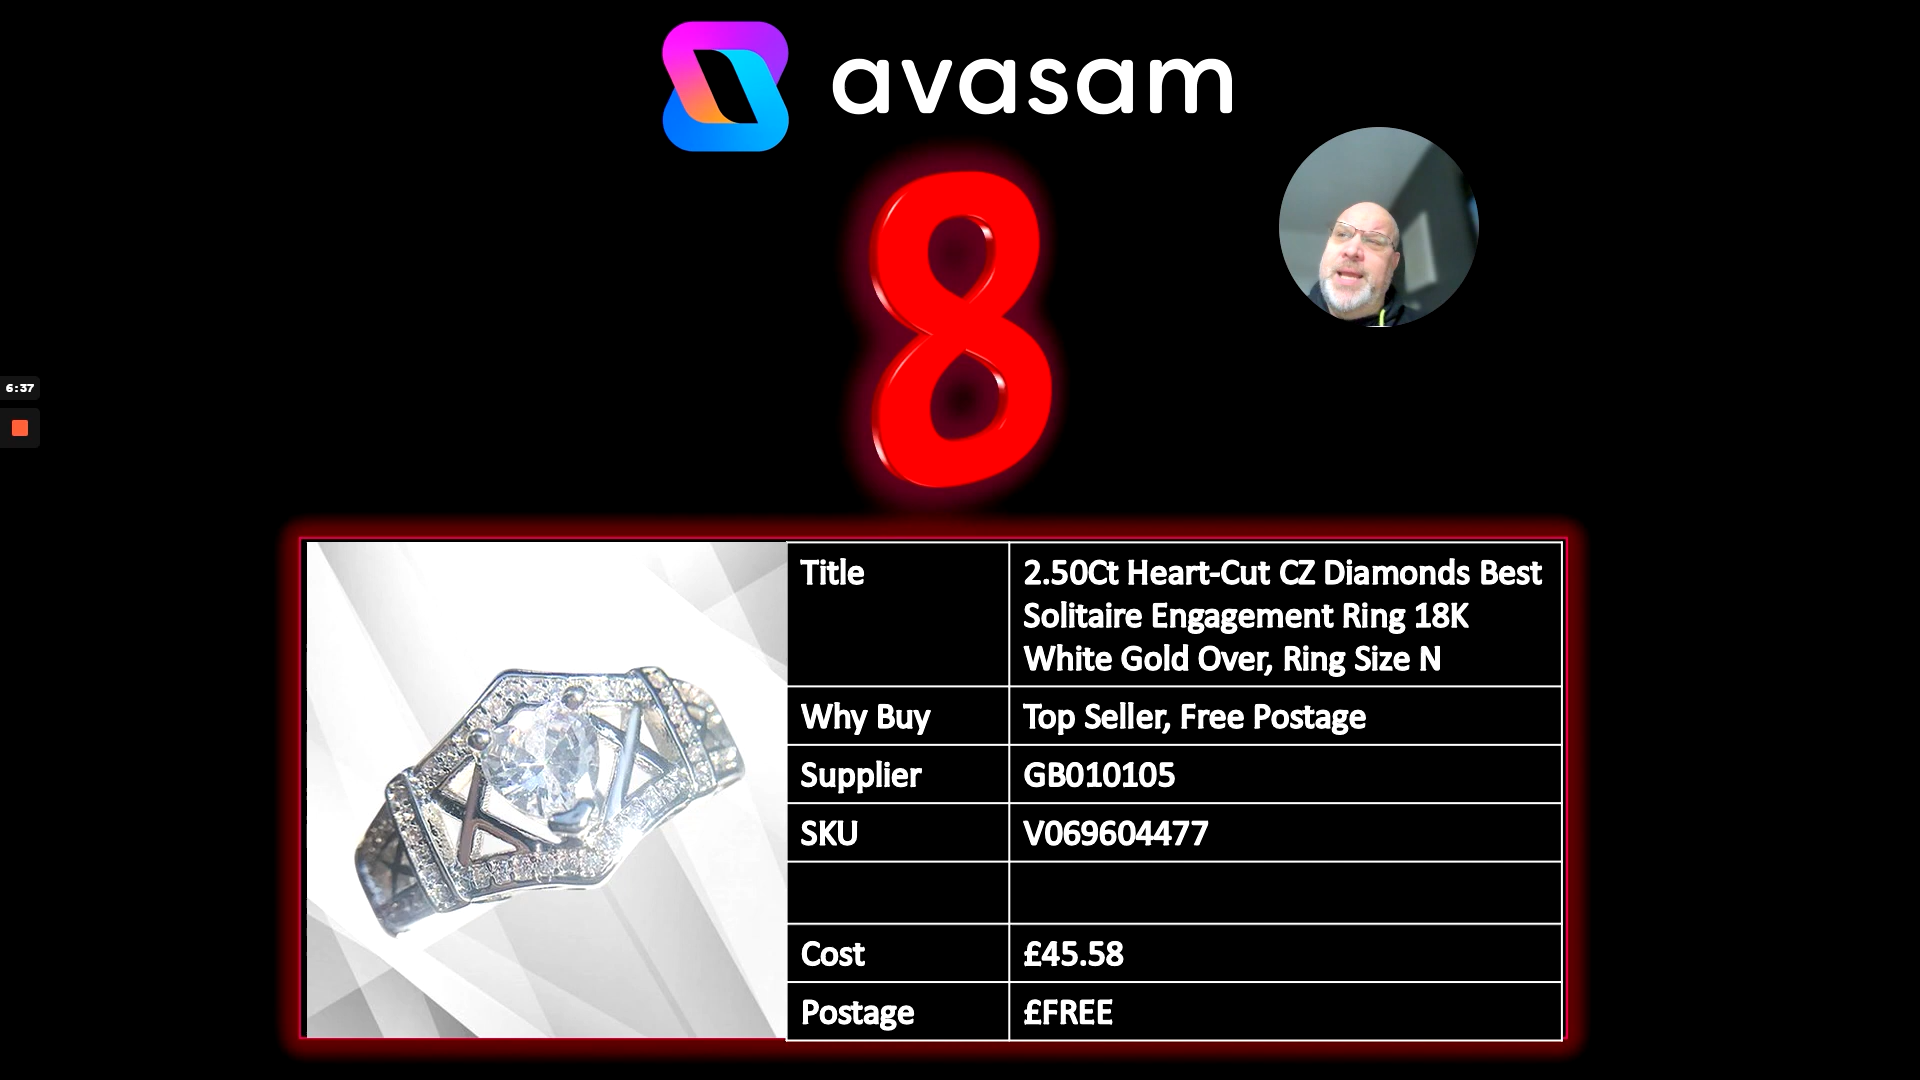 avasam
8
6:37
Title
2.50Ct Heart-Cut CZ Diamonds Best
Solitaire Engagement Ring 18K
White Gold Over, Ring Size N
Why Buy
Top Seller, Free Postage
Supplier
GB010105
SKU
V069604477
Cost
£45.58
Postage
£FREE